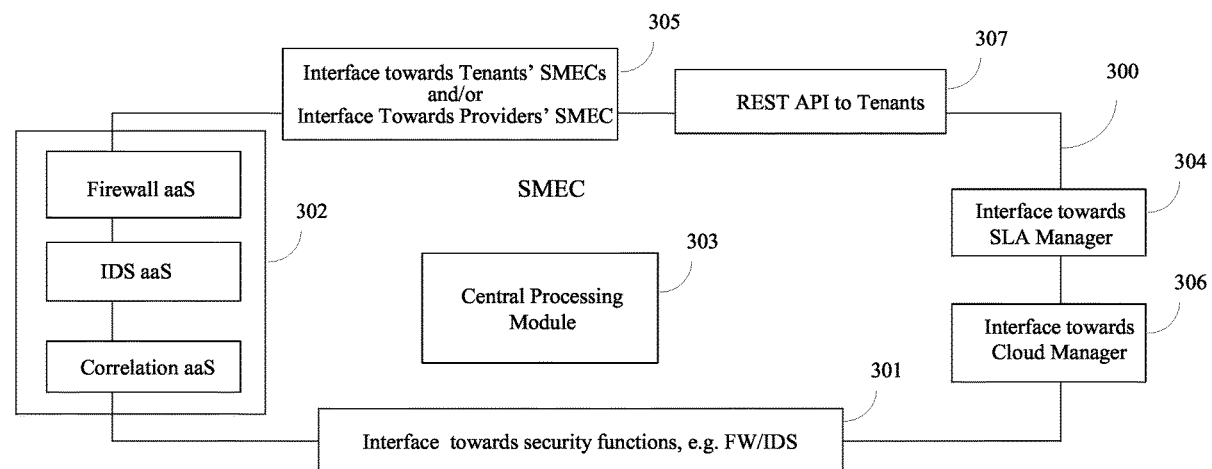 305
Interface towards Tenants' SMECs
and/or
Interface Towards Providers' SMEC
307
REST API to Tenants
300
Firewall aaS
302
IDS aaS
Correlation aaS
SMEC
303
Central Processing
Module
304
Interface towards
SLA Manager
306
Interface towards
Cloud Manager
301
Interface towards security functions, e.g. FW/IDS